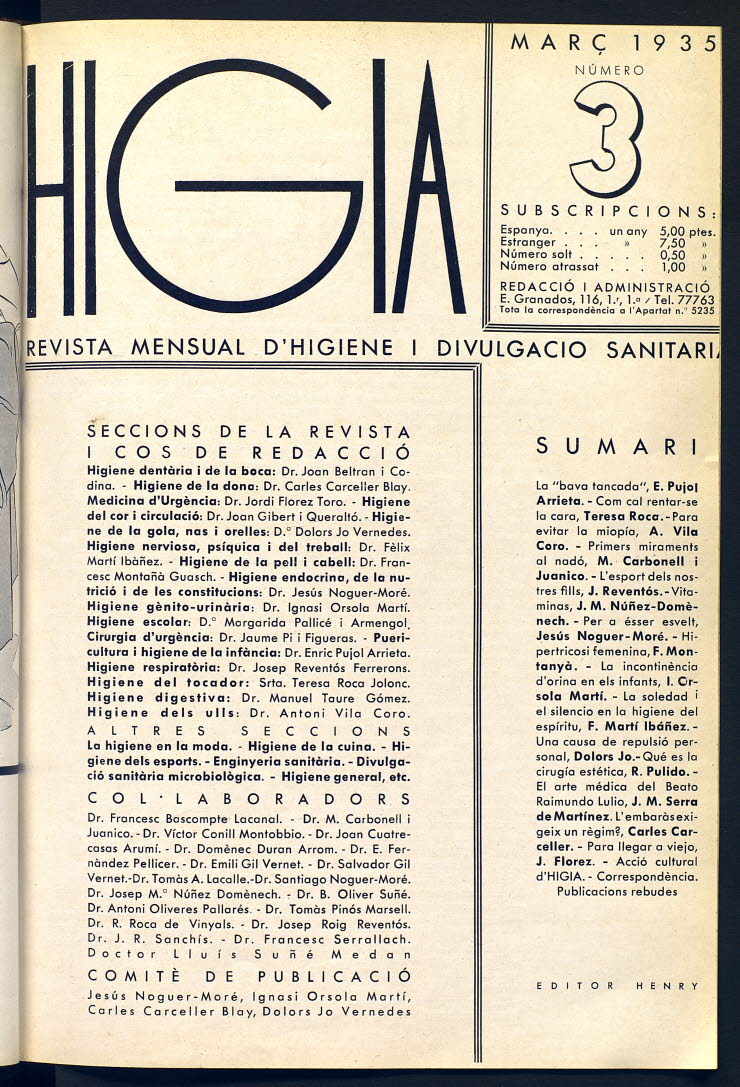 HIGIA
MARÇ 1935
NÚMERO
3
SUBSCRIPCIONS:
Espanya. . . . . un any 5,00 ptes.
Estranger . . . » 7,50 »
Número solt . . . . . . 0,50 »
Número atrassat . . . 1,00 »
REDACCIÓ I ADMINISTRACIÓ
E. Granados, 116, 1.r, 1.a / Tel. 77763
Tota la correspondència a l'Apartat n.º 5235
REVISTA MENSUAL D'HIGIENE I DIVULGACIO SANITARIA
SECCIONS DE LA REVISTA
I COS DE REDACCIÓ
Higiene dentària i de la boca: Dr. Joan Beltran i Co-
dina. - Higiene de la dona: Dr. Carles Carceller Blay.
Medicina d'Urgència: Dr. Jordi Florez Toro. - Higiene
del cor i circulació: Dr. Joan Gibert i Queraltó. - Higie-
ne de la gola, nas i orelles: D.ª Dolors Jo Vernedes.
Higiene nerviosa, psíquica i del treball: Dr. Fèlix
Martí Ibàñez. - Higiene de la pell i cabell: Dr. Fran-
cesc Montañà Guasch. - Higiene endocrina, de la nu-
trició i de les constitucions: Dr. Jesús Noguer-Moré.
Higiene gènito-urinària: Dr. Ignasi Orsola Martí.
Higiene escolar: D.ª Margarida Pallicé i Armengol.
Cirurgia d'urgència: Dr. Jaume Pi i Figueras. - Pueri-
cultura i higiene de la infància: Dr. Enric Pujol Arrieta.
Higiene respiratòria: Dr. Josep Reventós Ferrerons.
Higiene del tocador: Srta. Teresa Roca Jolonc.
Higiene digestiva: Dr. Manuel Taure Gómez.
Higiene dels ulls: Dr. Antoni Vila Coro.
ALTRES SECCIONS
La higiene en la moda. - Higiene de la cuina. - Hi-
giene dels esports. - Enginyeria sanitària. - Divulga-
ció sanitària microbiològica. - Higiene general, etc.
COL·LABORADORS
Dr. Francesc Bascompte Lacanal. - Dr. M. Carbonell i
Juanico. - Dr. Víctor Conill Montobbio. - Dr. Joan Cuatre-
casas Arumí. - Dr. Domènec Duran Arrom. - Dr. E. Fer-
nàndez Pellicer. - Dr. Emili Gil Vernet. - Dr. Salvador Gil
Vernet.-Dr. Tomàs A. Lacalle.-Dr. Santiago Noguer-Moré.
Dr. Josep M.ª Núñez Domènech. - Dr. B. Oliver Suñé.
Dr. Antoni Oliveres Pallarés. - Dr. Tomàs Pinós Marsell.
Dr. R. Roca de Vinyals. - Dr. Josep Roig Reventós.
Dr. J. R. Sanchís. - Dr. Francesc Serrallach.
Doctor Lluís Suñé Medan
COMITÈ DE PUBLICACIÓ
Jesús Noguer-Moré, Ignasi Orsola Martí,
Carles Carceller Blay, Dolors Jo Vernedes
SUMARI
La "bava tancada", E. Pujol
Arrieta. - Com cal rentar-se
la cara, Teresa Roca. - Para
evitar la miopía, A. Vila
Coro. - Primers miraments
al nadó, M. Carbonell i
Juanico. - L'esport dels nos-
tres fills, J. Reventós. - Vita-
minas, J. M. Núñez-Domè-
nech. - Per a ésser esvelt,
Jesús Noguer-Moré. - Hi-
pertricosi femenina, F. Mon-
tanyà. - La incontinència
d'orina en els infants, I. Or-
sola Martí. - La soledad i
el silencio en la higiene del
espíritu, F. Martí Ibáñez. -
Una causa de repulsió per-
sonal, Dolors Jo. - Qué es la
cirugía estética, R. Pulido. -
El arte médica del Beato
Raimundo Lulio, J. M. Serra
de Martínez. L'embaràs exi-
geix un règim?, Carles Car-
celler. - Para llegar a viejo,
J. Florez. - Acció cultural
d'HIGIA. - Correspondència.
Publicacions rebudes
EDITOR HENRY